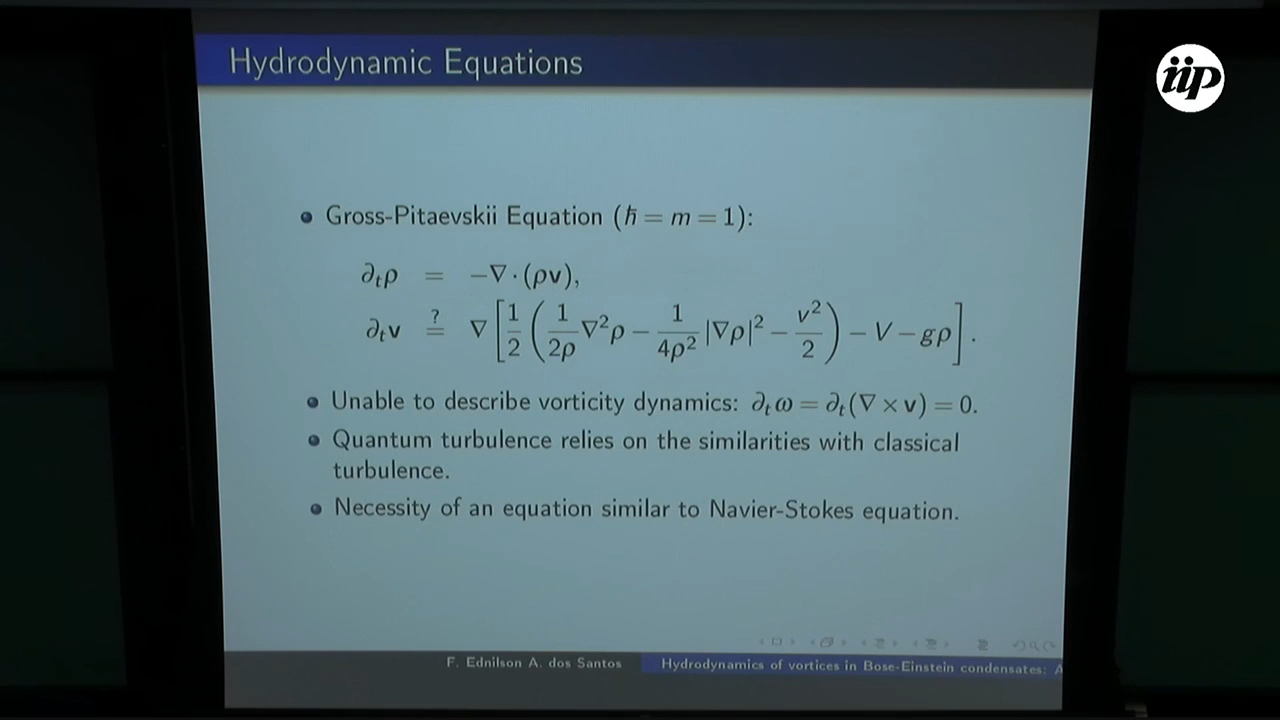 Hydrodynamic Equations
iip
Gross-Pitaevskii Equation (ℏ = m = 1):
∂ₜρ = −∇·(ρv),
∂ₜv ≟ ∇[1/2(1/2ρ ∇²ρ − 1/4ρ² |∇ρ|² − v²/2) − V − gρ].
Unable to describe vorticity dynamics: ∂ₜω = ∂ₜ(∇ × v) = 0.
Quantum turbulence relies on the similarities with classical
turbulence.
Necessity of an equation similar to Navier-Stokes equation.
F. Ednilson A. dos Santos
Hydrodynamics of vortices in Bose-Einstein condensates: A